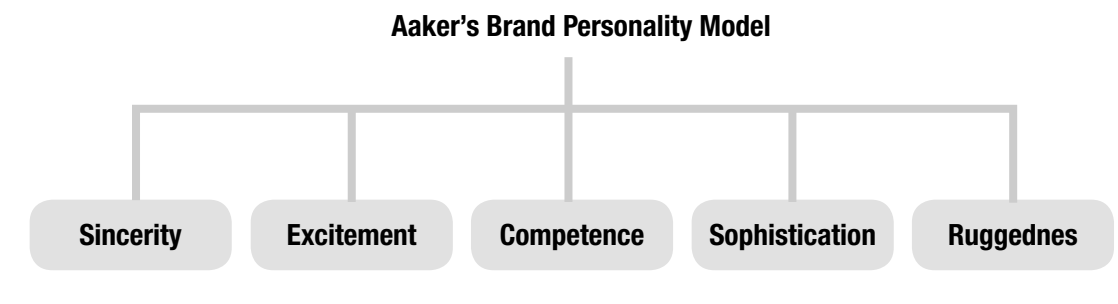 Aaker’s Brand Personality Model
Sincerity
Excitement
Competence
Sophistication
Ruggednes